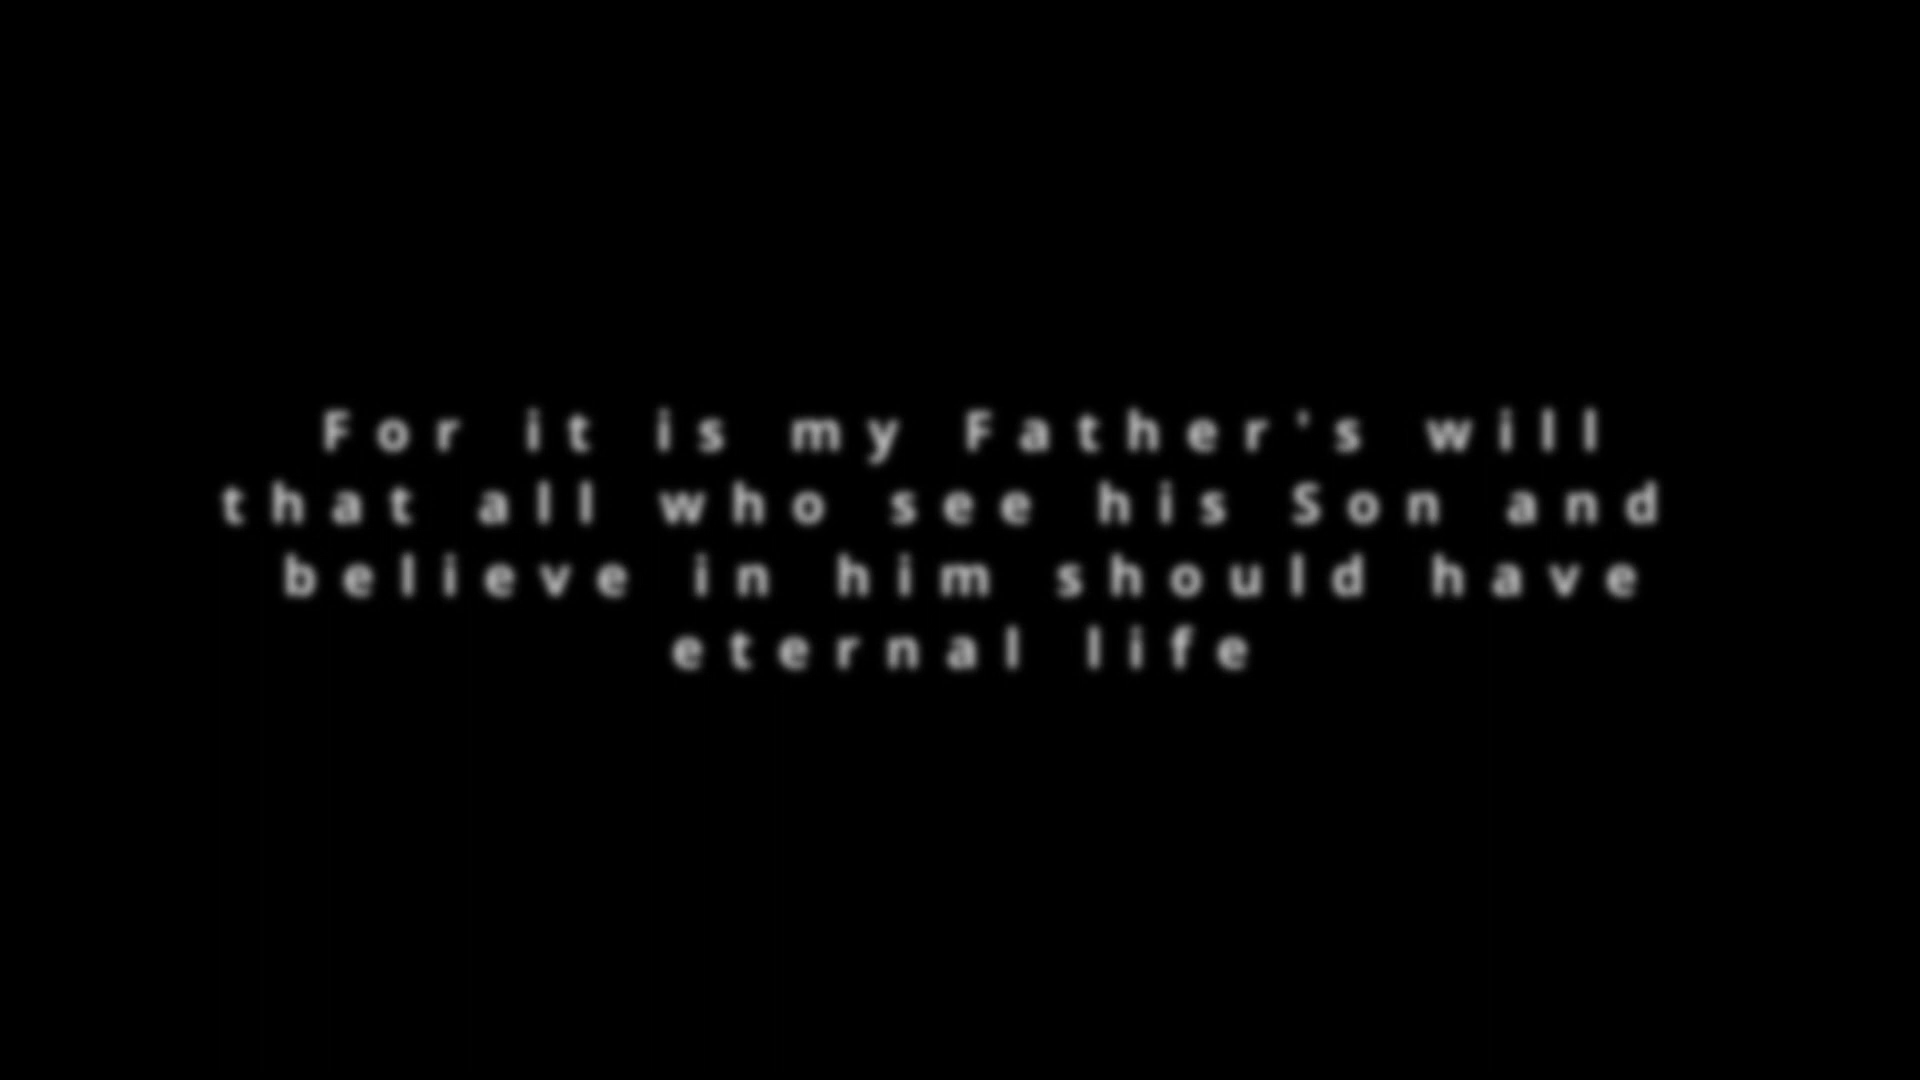 For it is my Father's will
that all who see his Son and
believe in him should have
eternal life